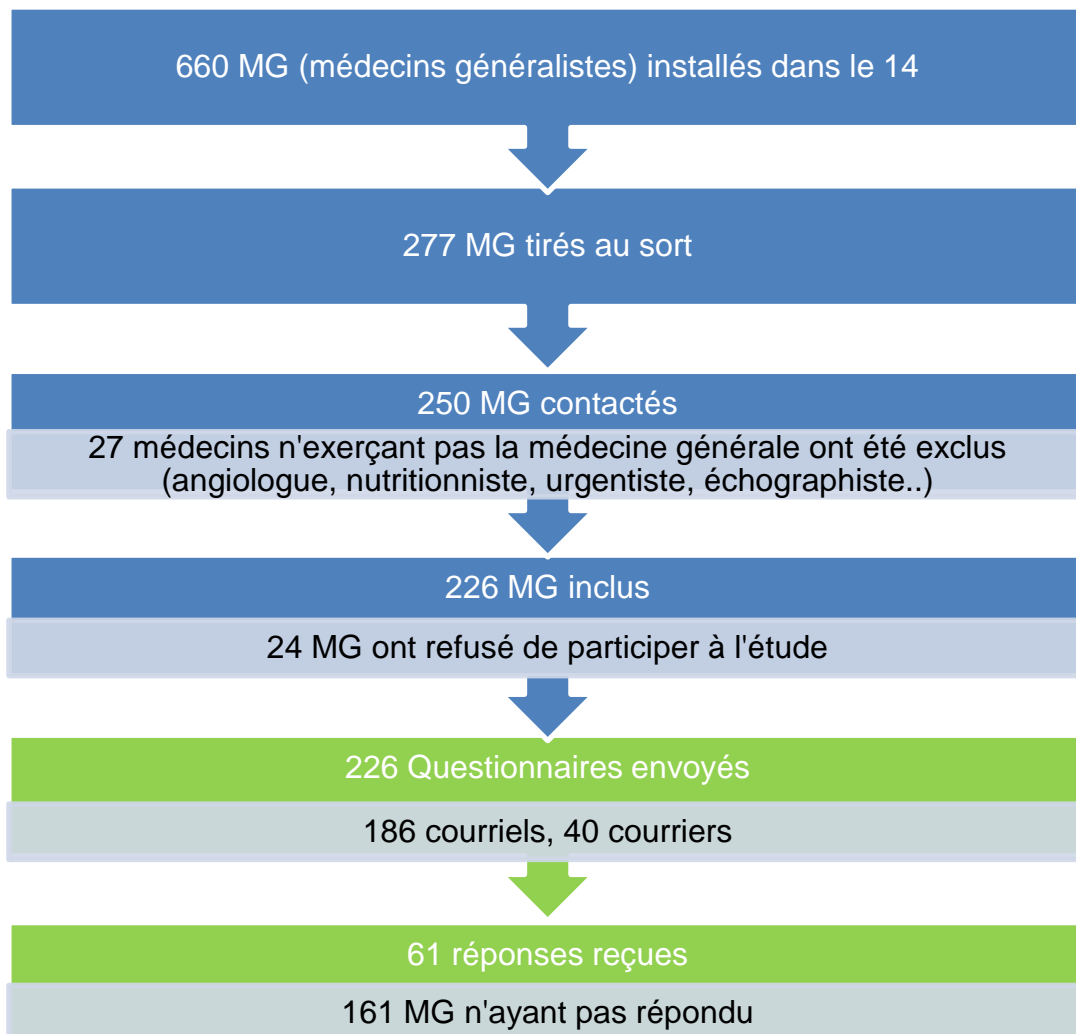 660 MG (médecins généralistes) installés dans le 14
277 MG tirés au sort
250 MG contactés
27 médecins n'exerçant pas la médecine générale ont été exclus
(angiologue, nutritionniste, urgentiste, échographiste..)
226 MG inclus
24 MG ont refusé de participer à l'étude
226 Questionnaires envoyés
186 courriels, 40 courriers
61 réponses reçues
161 MG n'ayant pas répondu